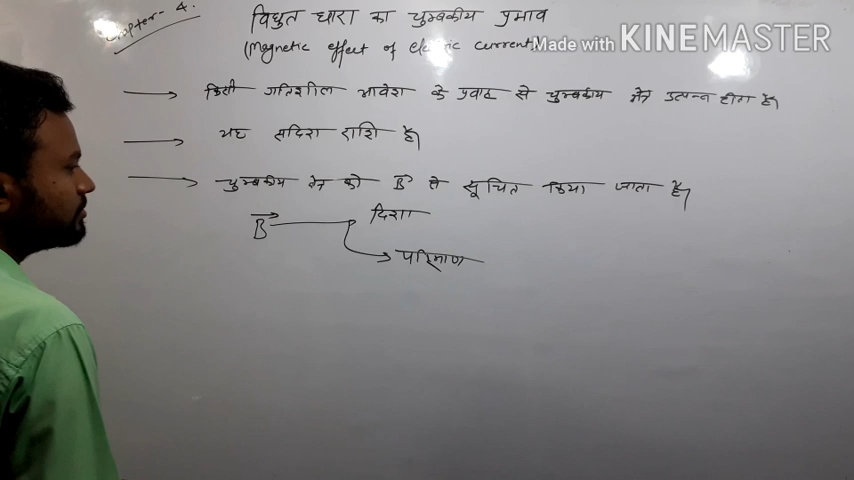 Chapter - 4.
विधुत धारा का चुम्बकीय प्रभाव
(Magnetic effect of electric current)
Made with KINEMASTER
→ किसी गतिशील आवेश के प्रवाह से चुम्बकीय क्षेत्र उत्पन्न होता है।
→ यह सदिश राशि है।
→ चुम्बकीय क्षेत्र को B से सूचित किया जाता है।
B → दिशा
→ परिमाण